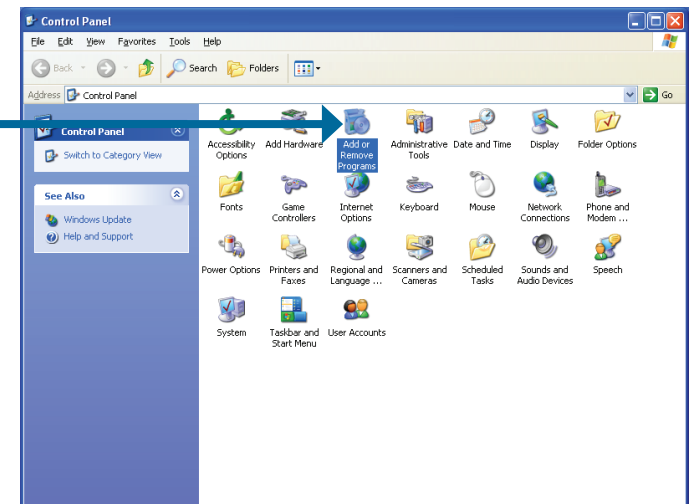 Control Panel
File Edit View Favorites Tools Help
Back Search Folders
Address Control Panel Go
Control Panel
Switch to Category View
See Also
Windows Update
Help and Support
Accessibility Options
Add Hardware
Add or Remove Programs
Administrative Tools
Date and Time
Display
Folder Options
Fonts
Game Controllers
Internet Options
Keyboard
Mouse
Network Connections
Phone and Modem ...
Power Options
Printers and Faxes
Regional and Language ...
Scanners and Cameras
Scheduled Tasks
Sounds and Audio Devices
Speech
System
Taskbar and Start Menu
User Accounts